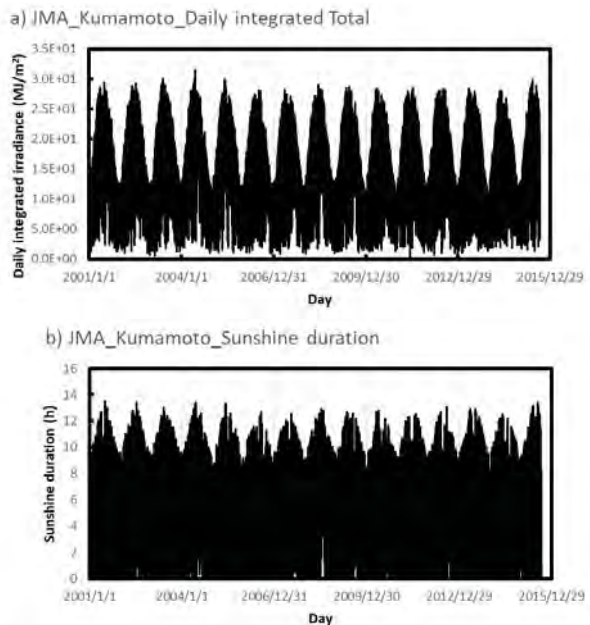 a) JMA_Kumamoto_Daily integrated Total
Daily integrated irradiance (MJ/m²)
3.5E+01
3.0E+01
2.5E+01
2.0E+01
1.5E+01
1.0E+01
5.0E+00
0.0E+00
2001/1/1 2004/1/1 2006/12/31 2009/12/30 2012/12/29 2015/12/29
Day
b) JMA_Kumamoto_Sunshine duration
Sunshine duration (h)
16
14
12
10
8
6
4
2
0
2001/1/1 2004/1/1 2006/12/31 2009/12/30 2012/12/29 2015/12/29
Day